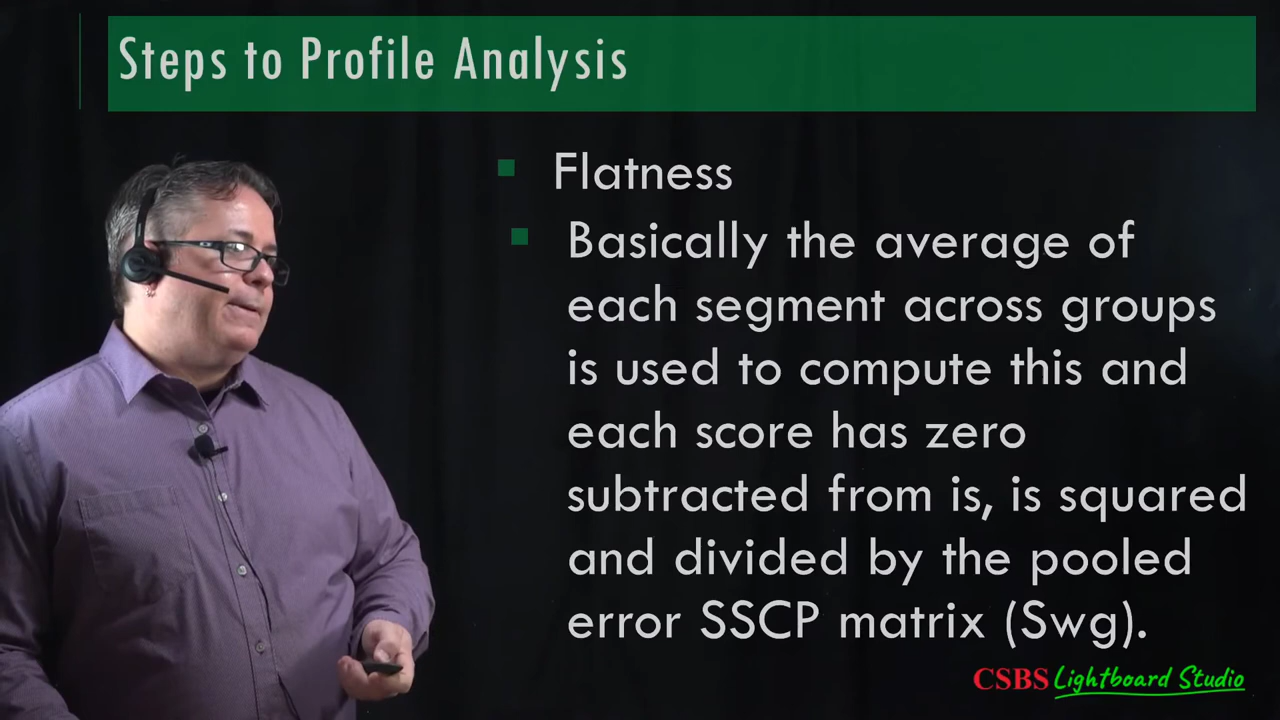 Steps to Profile Analysis
Flatness
Basically the average of
each segment across groups
is used to compute this and
each score has zero
subtracted from is, is squared
and divided by the pooled
error SSCP matrix (Swg).
CSBS Lightboard Studio